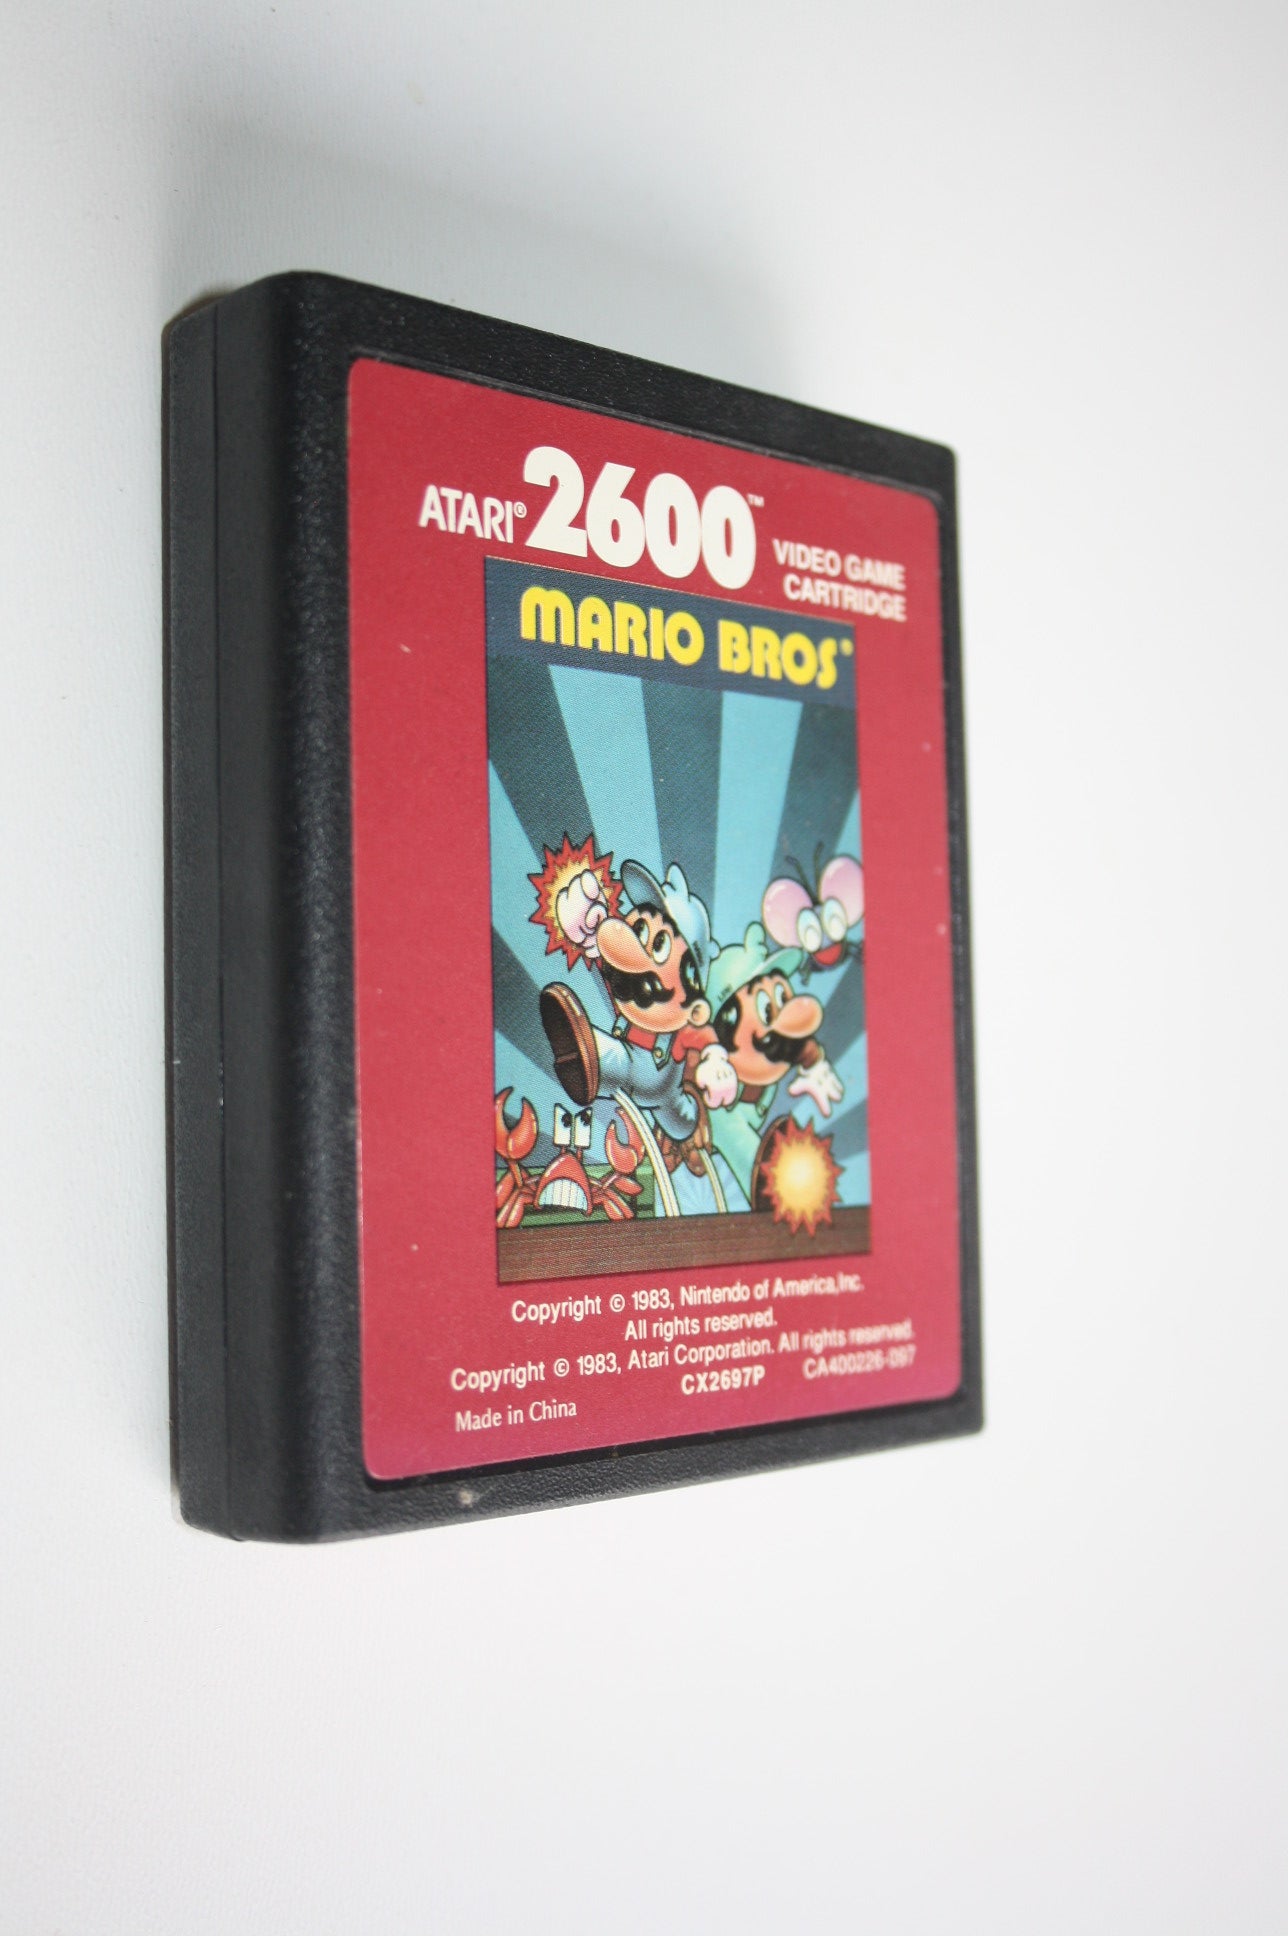 ATARI® 2600™
VIDEO GAME
CARTRIDGE
MARIO BROS®
Copyright © 1983, Nintendo of America, Inc.
All rights reserved.
Copyright © 1983, Atari Corporation. All rights reserved.
CX2697P CA400226-097
Made in China